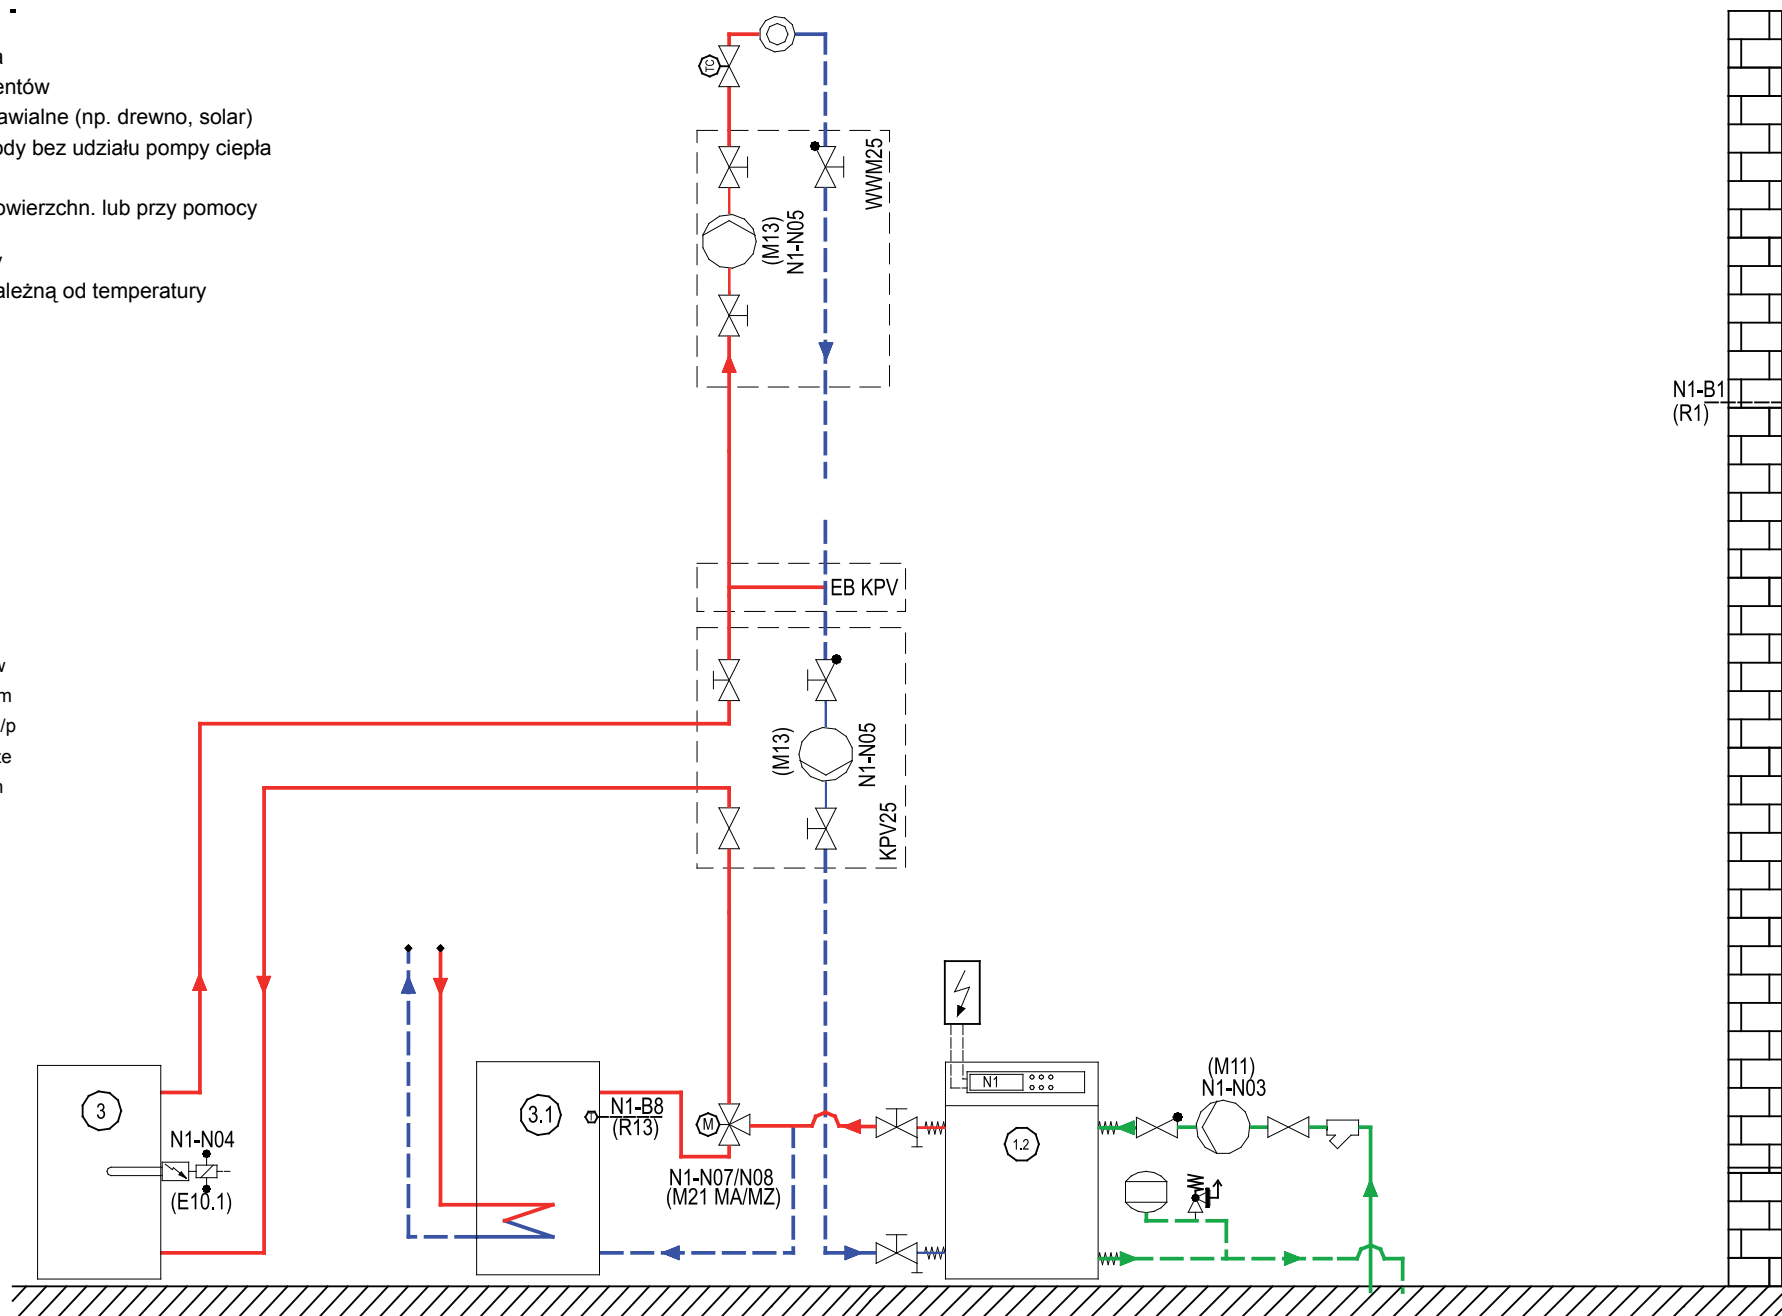 -
a
entów
awialne (np. drewno, solar)
ody bez udziału pompy ciepła
owierzchn. lub przy pomocy
y
ależną od temperatury
TC
WWM25
(M13)
N1-N05
N1-B1
(R1)
EB KPV
w
m
/p
te
n
(M13)
N1-N05
KPV25
3
N1-N04
(E10.1)
3.1
T
N1-B8
(R13)
M
N1-N07/N08
(M21 MA/MZ)
N1
1.2
(M11)
N1-N03